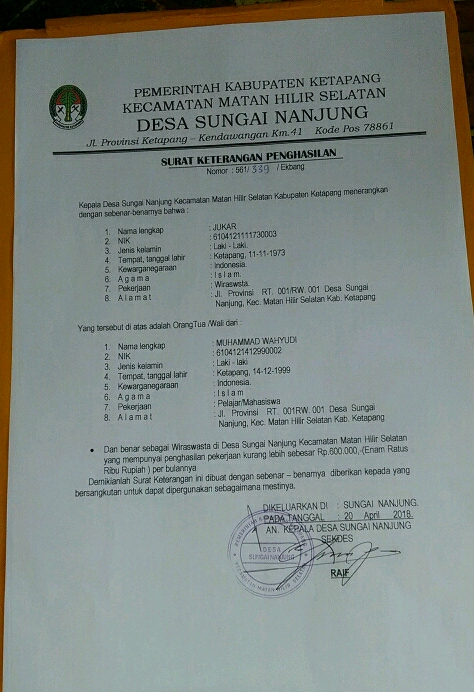 PEMERINTAH KABUPATEN KETAPANG
KECAMATAN MATAN HILIR SELATAN
DESA SUNGAI NANJUNG
Jl. Provinsi Ketapang – Kendawangan Km.41 Kode Pos 78861
SURAT KETERANGAN PENGHASILAN
Nomor : 561/ 339 / Ekbang
Kepala Desa Sungai Nanjung Kecamatan Matan Hilir Selatan Kabupaten Ketapang menerangkan
dengan sebenar-benarnya bahwa :
1. Nama lengkap : JUKAR
2. NIK : 6104121111730003
3. Jenis kelamin : Laki - Laki.
4. Tempat, tanggal lahir : Ketapang, 11-11-1973
5. Kewarganegaraan : Indonesia.
6. A g a m a : I s l a m.
7. Pekerjaan : Wiraswsta.
8. A l a m a t : Jl. Provinsi RT. 001/RW. 001 Desa Sungai
Nanjung, Kec. Matan Hilir Selatan Kab. Ketapang
Yang tersebut di atas adalah OrangTua /Wali dari :
1. Nama lengkap : MUHAMMAD WAHYUDI
2. NIK : 6104121412990002
3. Jenis kelamin : Laki - laki
4. Tempat, tanggal lahir : Ketapang, 14-12-1999
5. Kewarganegaraan : Indonesia.
6. A g a m a : I s l a m
7. Pekerjaan : Pelajar/Mahasiswa
8. A l a m a t : Jl. Provinsi RT. 001RW. 001 Desa Sungai
Nanjung, Kec. Matan Hilir Selatan Kab. Ketapang
• Dan benar sebagai Wiraswasta di Desa Sungai Nanjung Kecamatan Matan Hilir Selatan
yang mempunyai penghasilan pekerjaan kurang lebih sebesar Rp.600.000,-(Enam Ratus
Ribu Rupiah ) per bulannya
Demikianlah Surat Keterangan ini dibuat dengan sebenar – benarnya diberikan kepada yang
bersangkutan untuk dapat dipergunakan sebagaimana mestinya.
DIKELUARKAN DI : SUNGAI NANJUNG.
PADA TANGGAL : 20 April 2018.
AN. KEPALA DESA SUNGAI NANJUNG
SEKDES
DESA
SUNGAI NANJUNG
KECAMATAN MATAN HILIR
RAIF